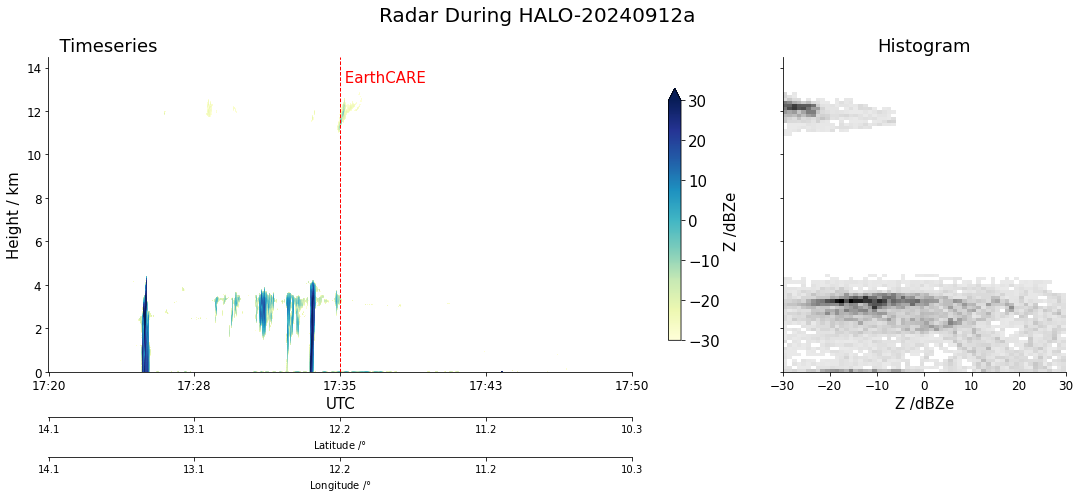 Radar During HALO-20240912a
Timeseries
Histogram
EarthCARE
Height / km
14
12
10
8
6
4
2
0
17:20 17:28 17:35 17:43 17:50
UTC
14.1 13.1 12.2 11.2 10.3
Latitude /°
14.1 13.1 12.2 11.2 10.3
Longitude /°
30
20
10
0
−10
−20
−30
Z /dBZe
−30 −20 −10 0 10 20 30
Z /dBZe